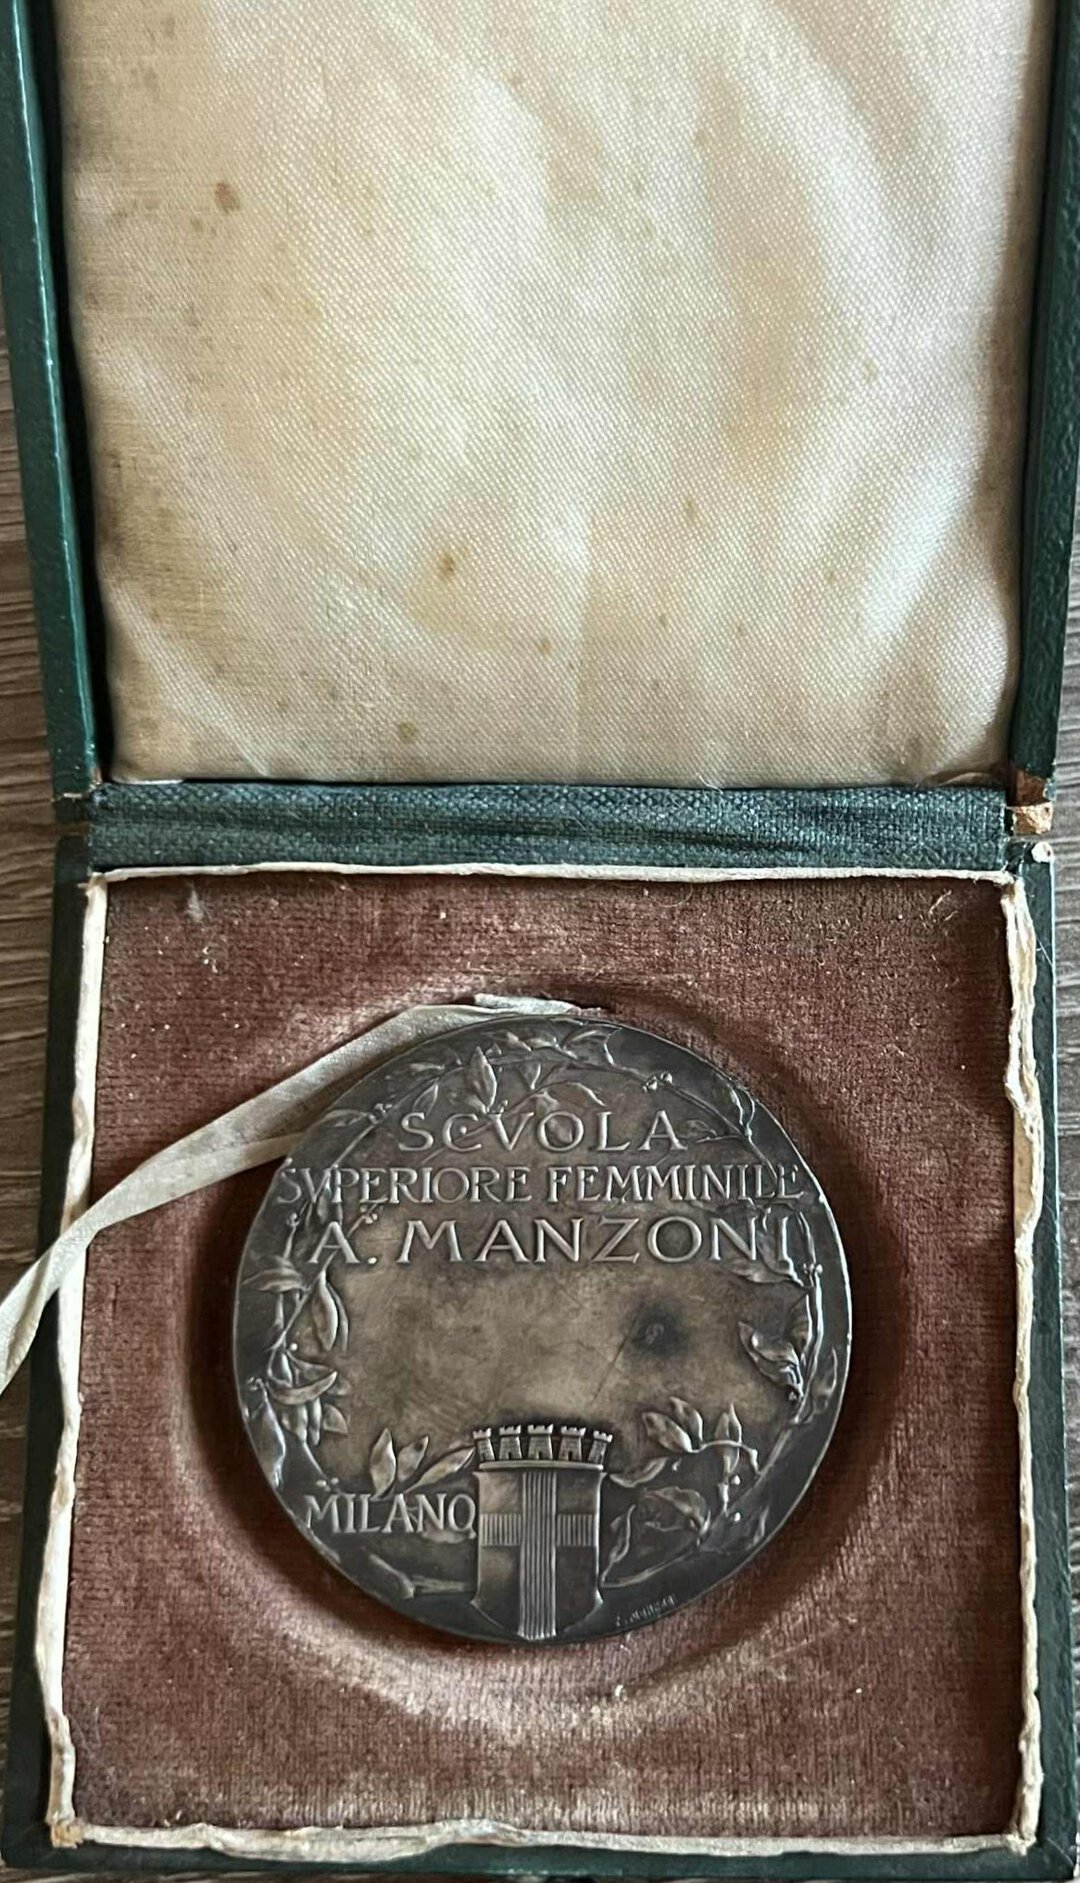 SCVOLA
SVPERIORE FEMMINILE
A. MANZONI
MILANO